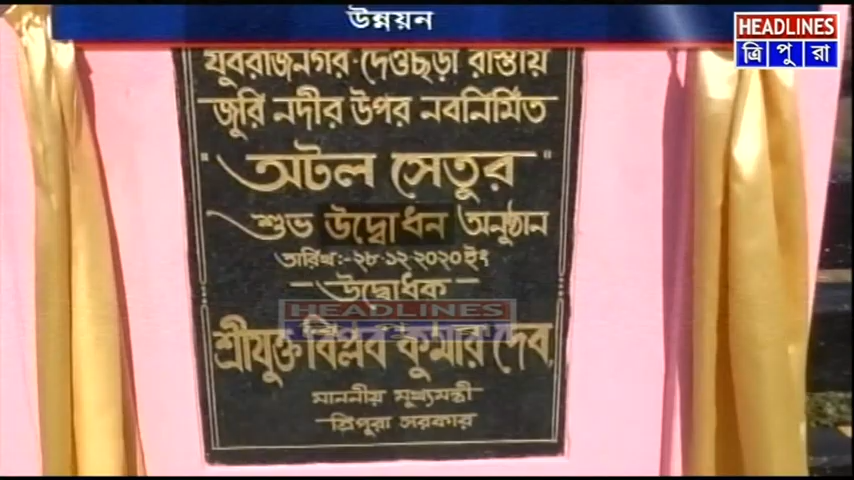 উন্নয়ন
HEADLINES
ত্রি পু রা
যুবরাজনগর-দেওছড়া রাস্তায়
জুরি নদীর উপর নবনির্মিত
"অটল সেতুর"
শুভ উদ্বোধন অনুষ্ঠান
তারিখ:-২৮-১২-২০২০ইং
উদ্বোধক
HEADLINES
ত্রি পু রা
শ্রীযুক্ত বিপ্লব কুমার দেব,
মাননীয় মুখ্যমন্ত্রী
ত্রিপুরা সরকার